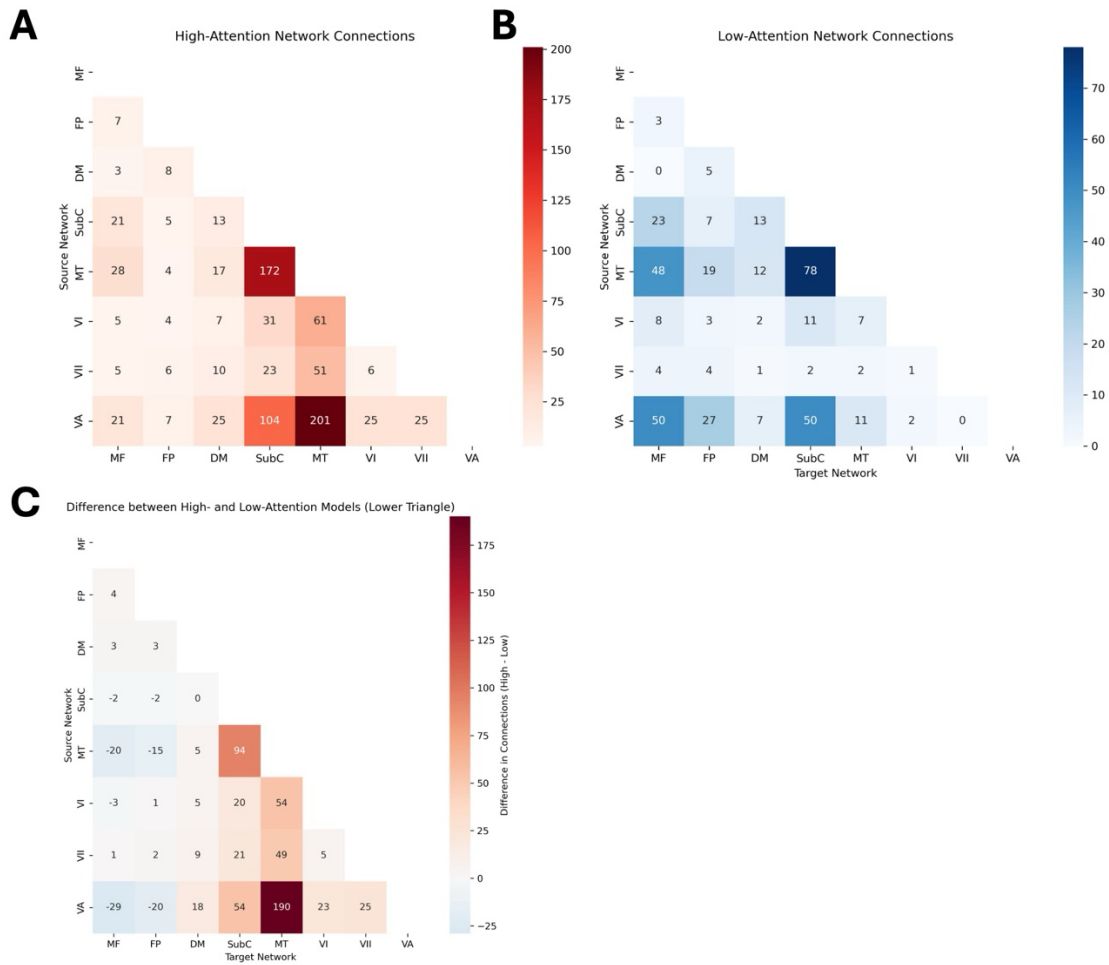 A
High-Attention Network Connections
Source Network
MF
FP 7
DM 3 8
SubC 21 5 13
MT 28 4 17 172
VI 5 4 7 31 61
VII 5 6 10 23 51 6
VA 21 7 25 104 201 25 25
MF FP DM SubC MT VI VII VA
200
175
150
125
100
75
50
25
B
Low-Attention Network Connections
Source Network
MF
FP 3
DM 0 5
SubC 23 7 13
MT 48 19 12 78
VI 8 3 2 11 7
VII 4 4 1 2 2 1
VA 50 27 7 50 11 2 0
MF FP DM SubC MT VI VII VA
Target Network
70
60
50
40
30
20
10
0
C
Difference between High- and Low-Attention Models (Lower Triangle)
Source Network
MF
FP 4
DM 3 3
SubC -2 -2 0
MT -20 -15 5 94
VI -3 1 5 20 54
VII 1 2 9 21 49 5
VA -29 -20 18 54 190 23 25
MF FP DM SubC MT VI VII VA
Target Network
175
150
125
100
75
50
25
0
−25
Difference in Connections (High - Low)